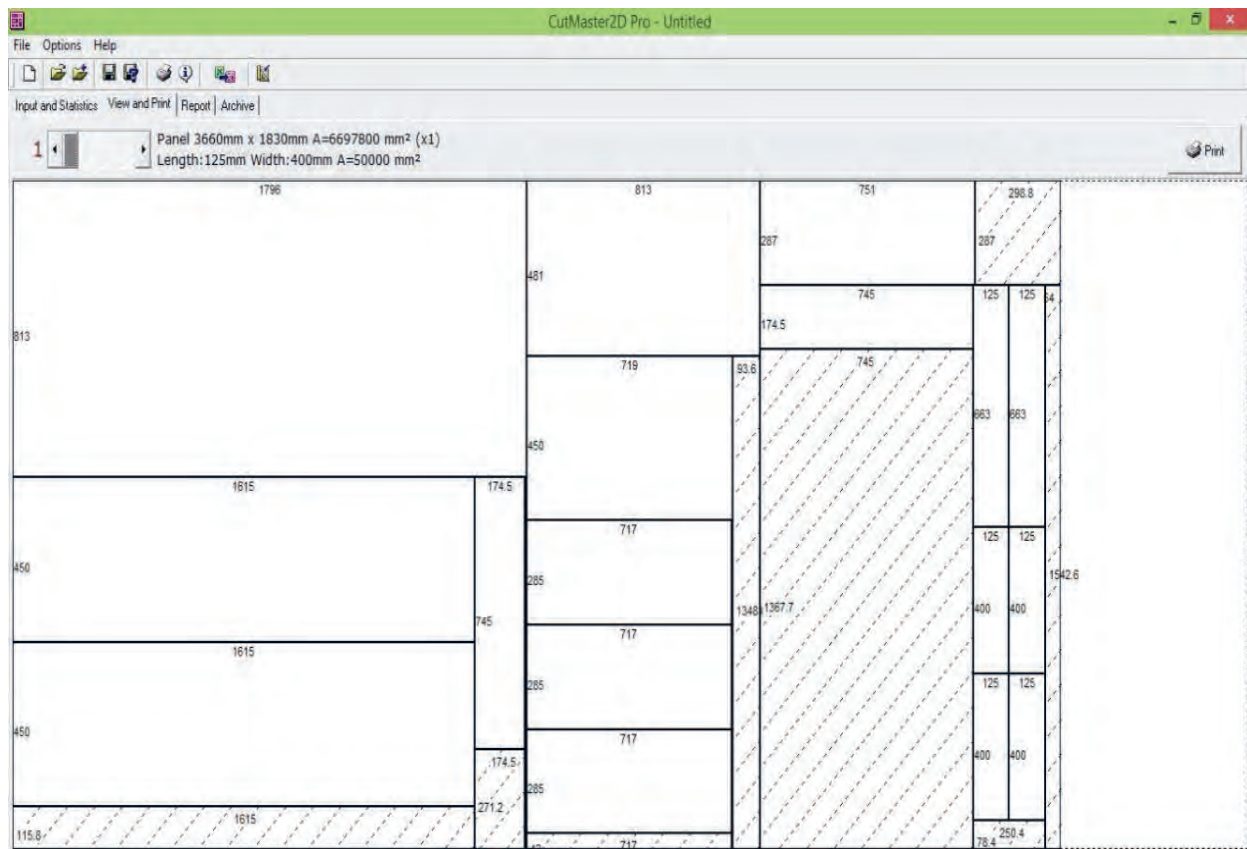 CutMaster2D Pro - Untitled
File Options Help
Input and Statistics View and Print Report Archive
1 Panel 3660mm x 1830mm A=6697800 mm² (x1)
Length:125mm Width:400mm A=50000 mm²
Print
1796 813 751 298.8
287 287
481
745 125 125
174.5
813
719 93.6 745
663 663
450
1615 174.5
717
125 125
450 285 1542.6
745 1348 1367.7 400 400
1615 717
125 125
285
450 717
174.5 400 400
271.2 285
115.8 1615 717 78.4 250.4